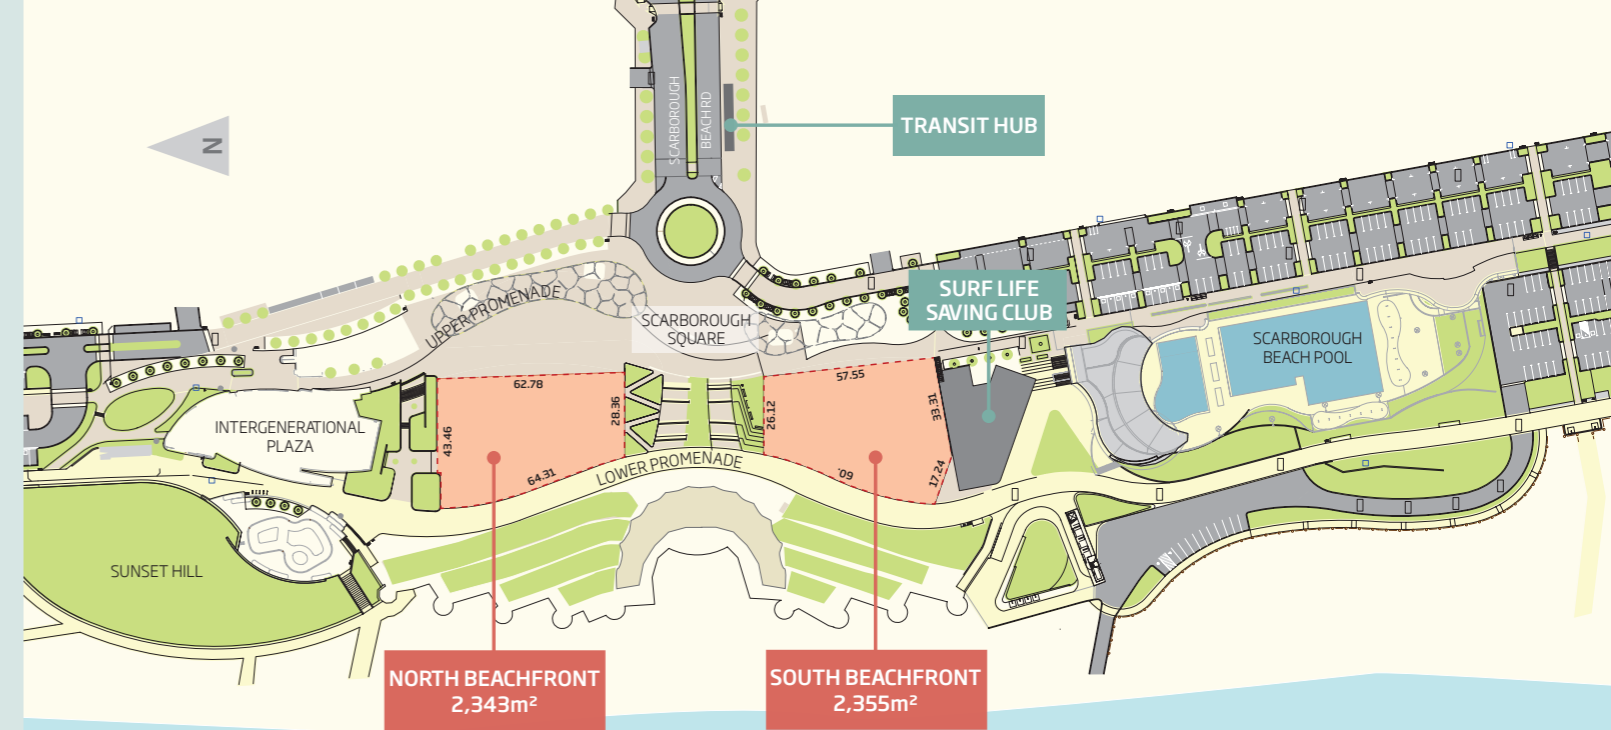 SCARBOROUGH
BEACH RD
TRANSIT HUB
N
SURF LIFE
SAVING CLUB
UPPER PROMENADE
SCARBOROUGH
SQUARE
SCARBOROUGH
BEACH POOL
62.78
57.55
28.36
26.12
33.31
43.46
INTERGENERATIONAL
PLAZA
64.31
LOWER PROMENADE
60.
17.24
SUNSET HILL
NORTH BEACHFRONT
2,343m²
SOUTH BEACHFRONT
2,355m²